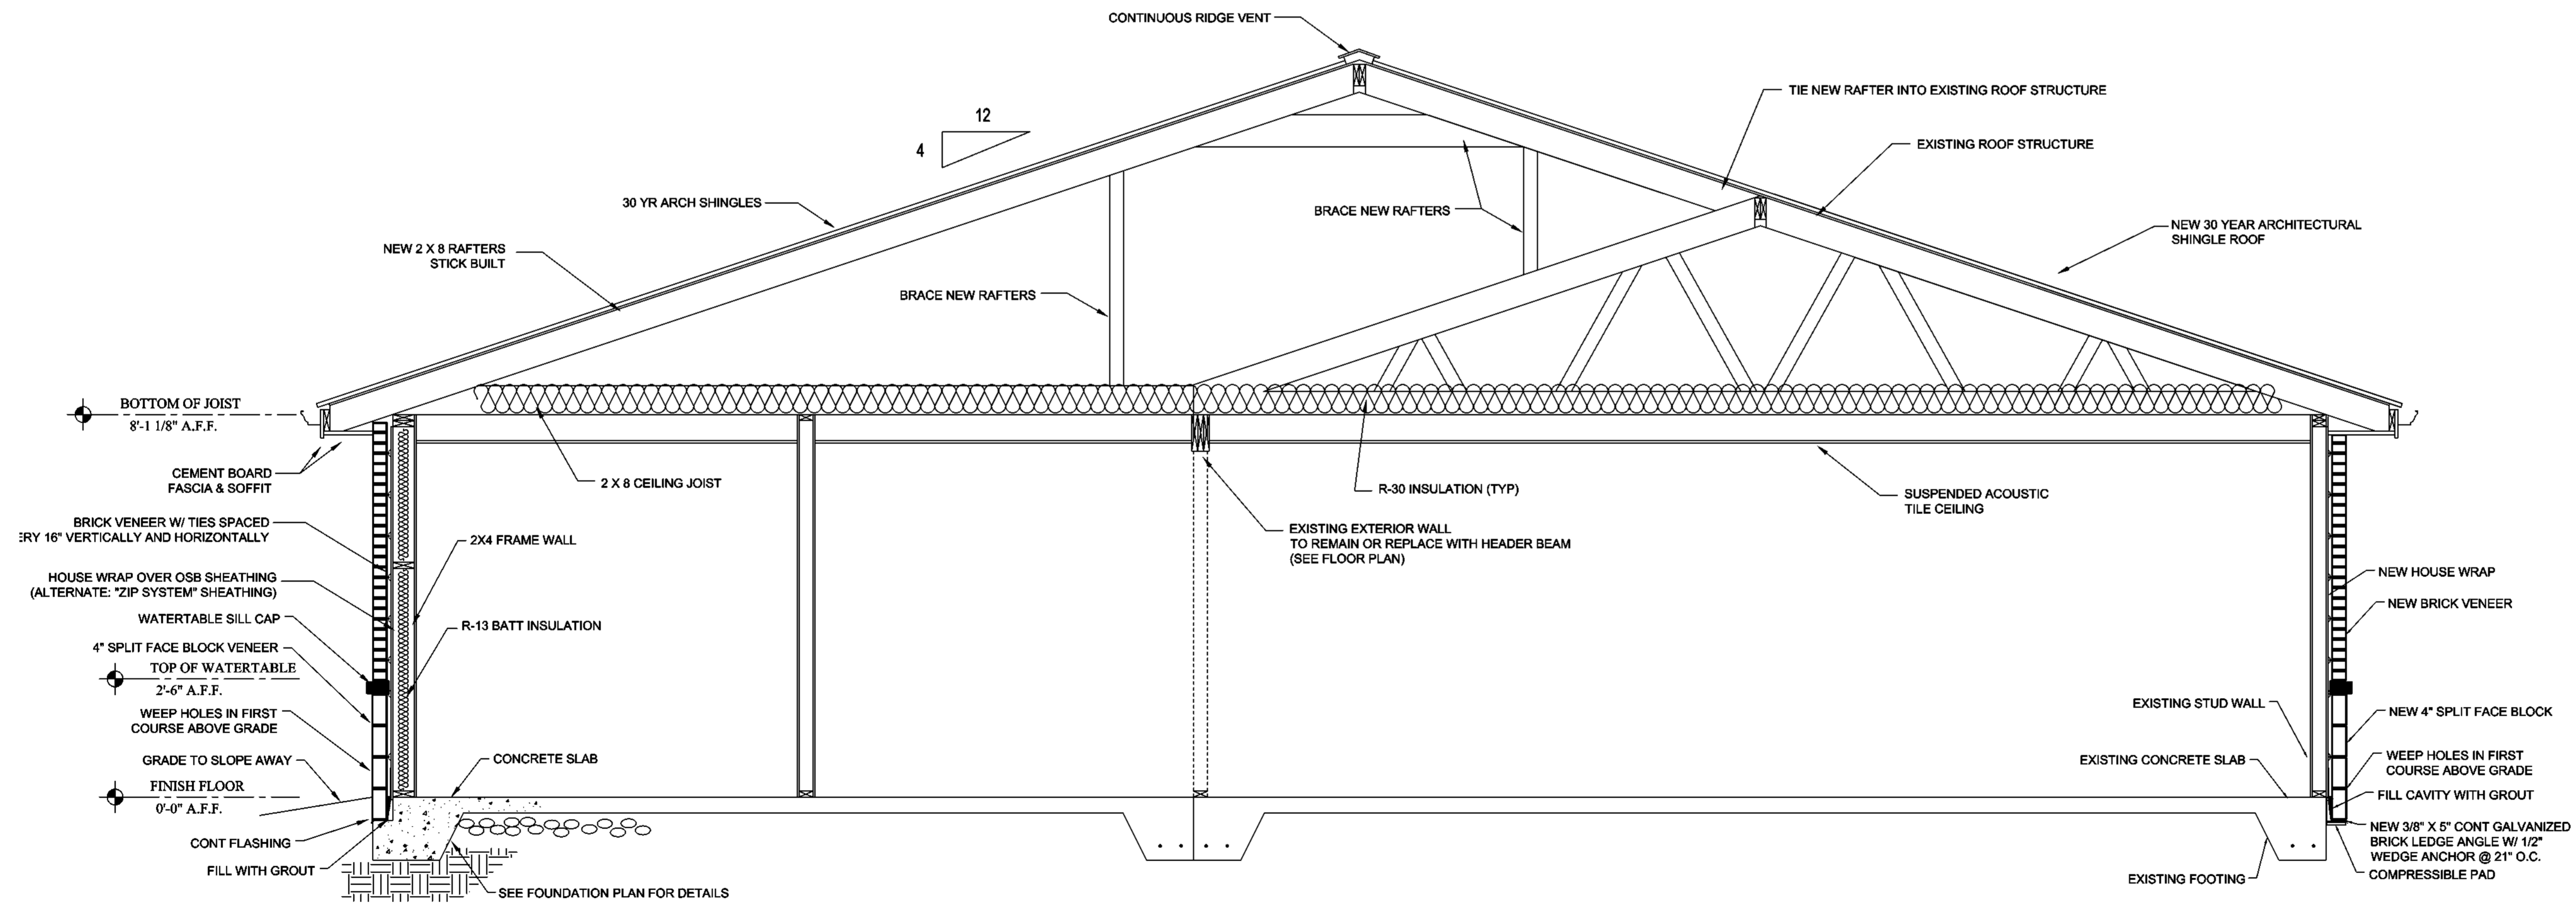 CONTINUOUS RIDGE VENT
TIE NEW RAFTER INTO EXISTING ROOF STRUCTURE
12
4
EXISTING ROOF STRUCTURE
30 YR ARCH SHINGLES
BRACE NEW RAFTERS
NEW 30 YEAR ARCHITECTURAL
SHINGLE ROOF
NEW 2 X 8 RAFTERS
STICK BUILT
BRACE NEW RAFTERS
BOTTOM OF JOIST
8'-1 1/8" A.F.F.
CEMENT BOARD
FASCIA & SOFFIT
2 X 8 CEILING JOIST
R-30 INSULATION (TYP)
SUSPENDED ACOUSTIC
TILE CEILING
BRICK VENEER W/ TIES SPACED
ERY 16" VERTICALLY AND HORIZONTALLY
2X4 FRAME WALL
EXISTING EXTERIOR WALL
TO REMAIN OR REPLACE WITH HEADER BEAM
(SEE FLOOR PLAN)
HOUSE WRAP OVER OSB SHEATHING
(ALTERNATE: "ZIP SYSTEM" SHEATHING)
NEW HOUSE WRAP
NEW BRICK VENEER
WATERTABLE SILL CAP
R-13 BATT INSULATION
4" SPLIT FACE BLOCK VENEER
TOP OF WATERTABLE
2'-6" A.F.F.
WEEP HOLES IN FIRST
COURSE ABOVE GRADE
EXISTING STUD WALL
NEW 4" SPLIT FACE BLOCK
GRADE TO SLOPE AWAY
CONCRETE SLAB
EXISTING CONCRETE SLAB
WEEP HOLES IN FIRST
COURSE ABOVE GRADE
FINISH FLOOR
0'-0" A.F.F.
FILL CAVITY WITH GROUT
CONT FLASHING
NEW 3/8" X 5" CONT GALVANIZED
BRICK LEDGE ANGLE W/ 1/2"
WEDGE ANCHOR @ 21" O.C.
FILL WITH GROUT
SEE FOUNDATION PLAN FOR DETAILS
EXISTING FOOTING
COMPRESSIBLE PAD